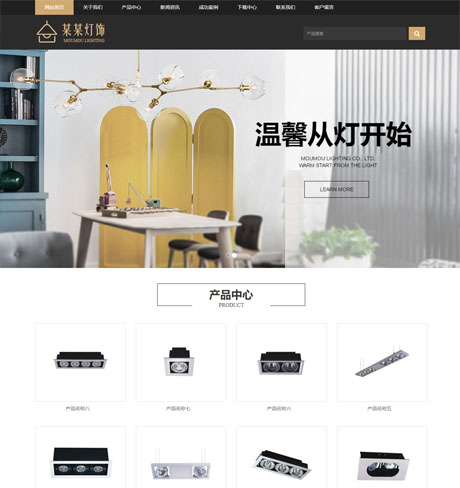 网站首页 关于我们 产品中心 新闻资讯 成功案例 下载中心 联系我们 客户留言
某某灯饰
MOUMOU LIGHTING
产品搜索
温馨从灯开始
MOUMOU LIGHTING CO., LTD.
WARM START FROM THE LIGHT
LEARN MORE
产品中心
PRODUCT
产品名称八 产品名称七 产品名称六 产品名称五